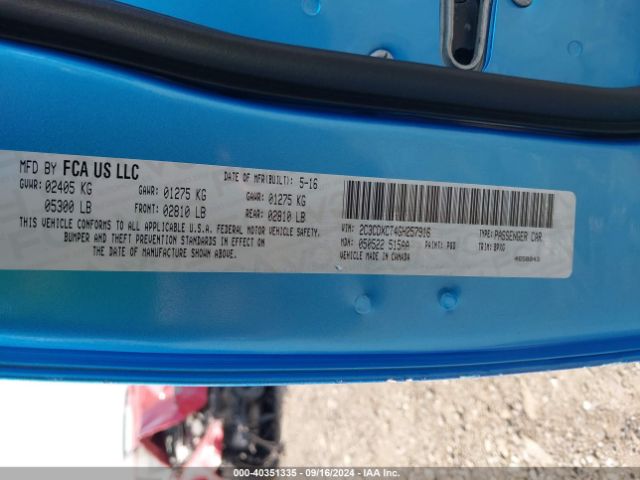 MFD BY FCA US LLC
DATE OF MFR(BUILT): 5-16
GVWR: 02405 KG GAWR: 01275 KG GAWR: 01275 KG
05300 LB FRONT: 02810 LB REAR: 02810 LB
THIS VEHICLE CONFORMS TO ALL APPLICABLE U.S.A. FEDERAL MOTOR VEHICLE SAFETY,
BUMPER AND THEFT PREVENTION STANDARDS IN EFFECT ON
THE DATE OF MANUFACTURE SHOWN ABOVE.
VIN: 2C3CDXCT4GH257916 TYPE: PASSENGER CAR
MDH: 050522 515AA PAINT: TRIM:
VEHICLE MADE IN CANADA
000-40351335 - 09/16/2024 - IAA Inc.